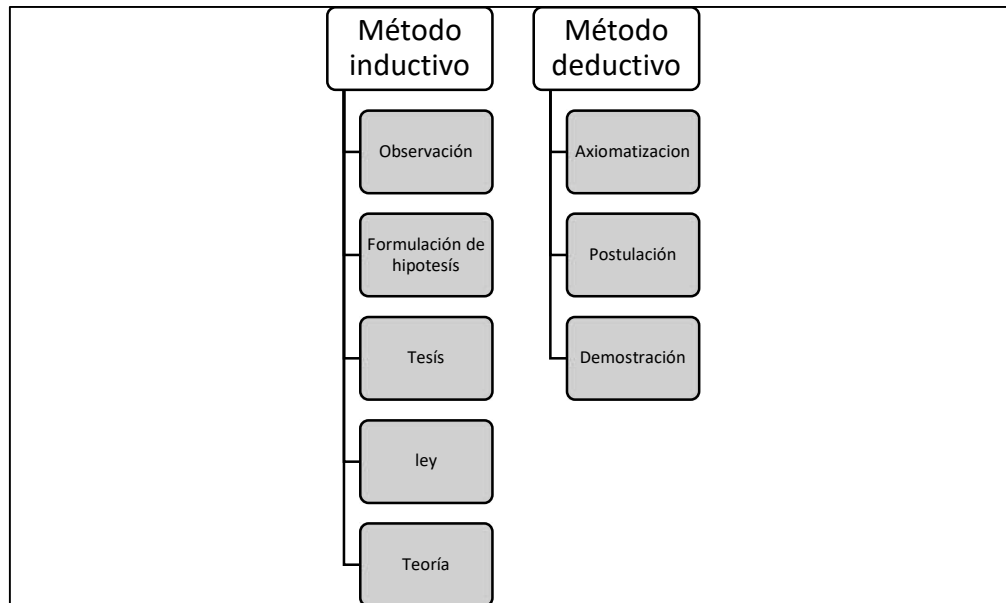 Método
inductivo
Observación
Formulación de
hipotesís
Tesís
ley
Teoría
Método
deductivo
Axiomatizacion
Postulación
Demostración